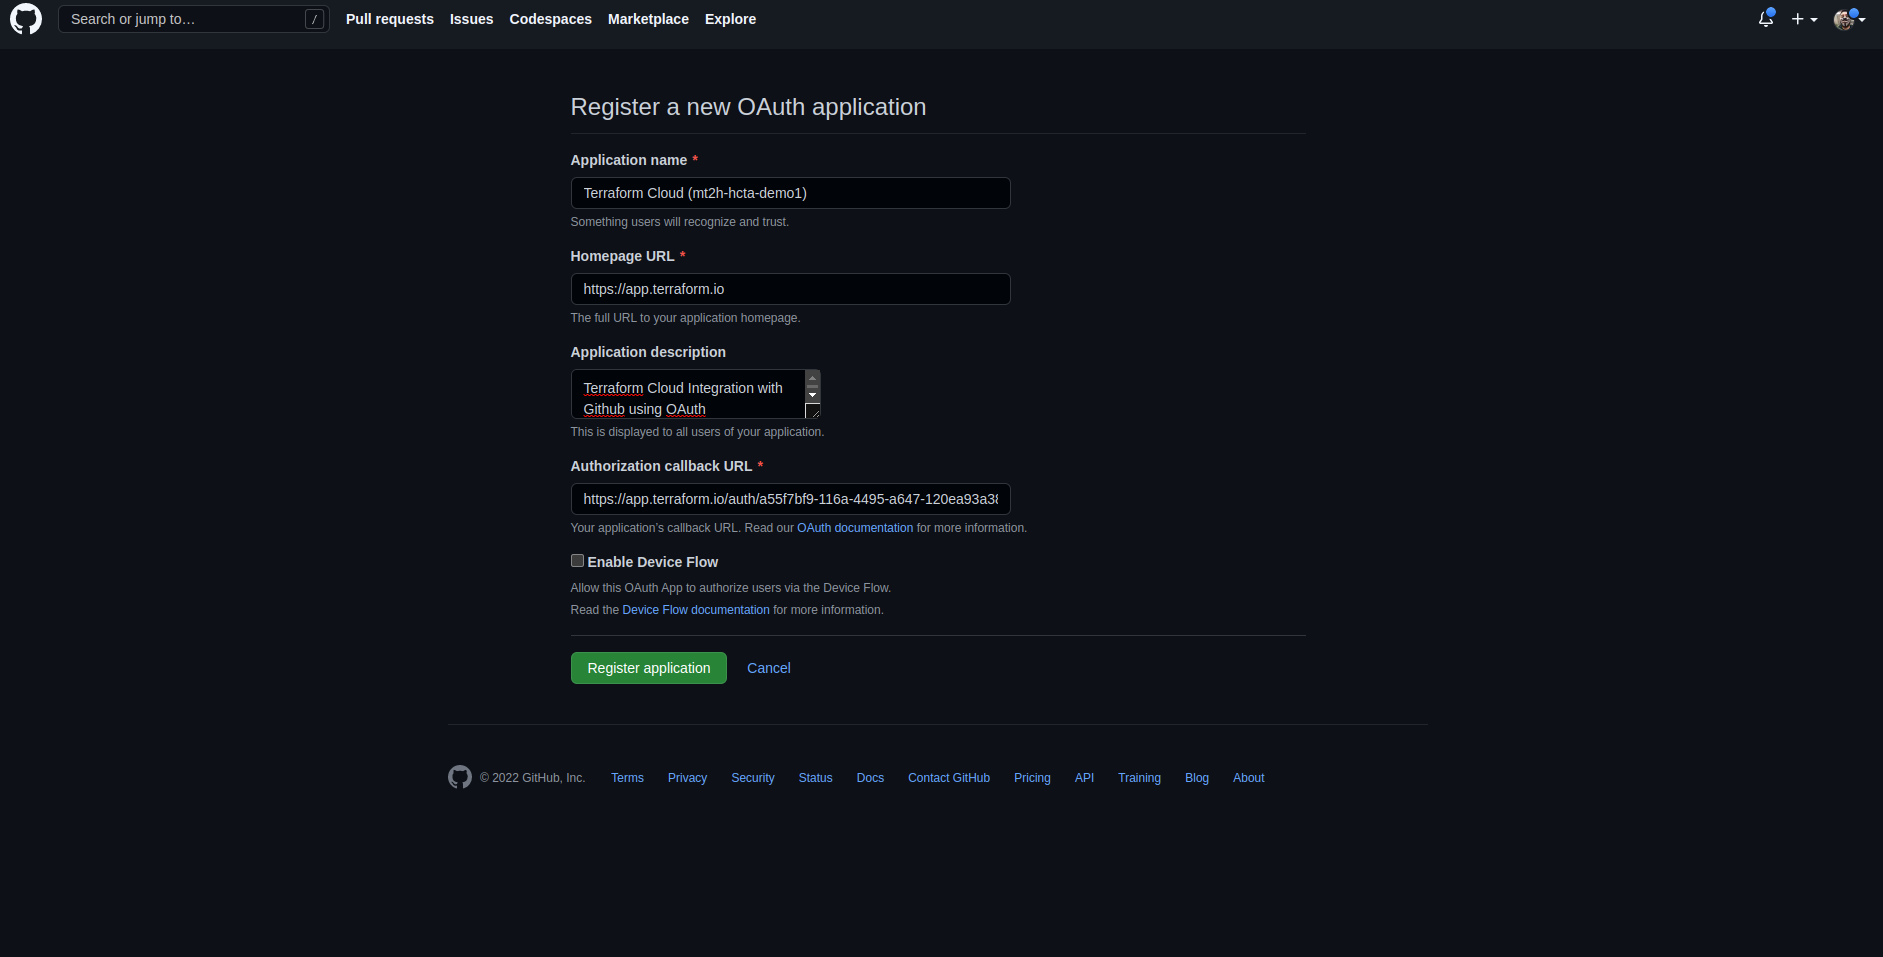 Search or jump to…
/
Pull requests Issues Codespaces Marketplace Explore
Register a new OAuth application
Application name *
Terraform Cloud (mt2h-hcta-demo1)
Something users will recognize and trust.
Homepage URL *
https://app.terraform.io
The full URL to your application homepage.
Application description
Terraform Cloud Integration with
Github using OAuth
This is displayed to all users of your application.
Authorization callback URL *
https://app.terraform.io/auth/a55f7bf9-116a-4495-a647-120ea93a38
Your application's callback URL. Read our OAuth documentation for more information.
Enable Device Flow
Allow this OAuth App to authorize users via the Device Flow.
Read the Device Flow documentation for more information.
Register application Cancel
© 2022 GitHub, Inc. Terms Privacy Security Status Docs Contact GitHub Pricing API Training Blog About